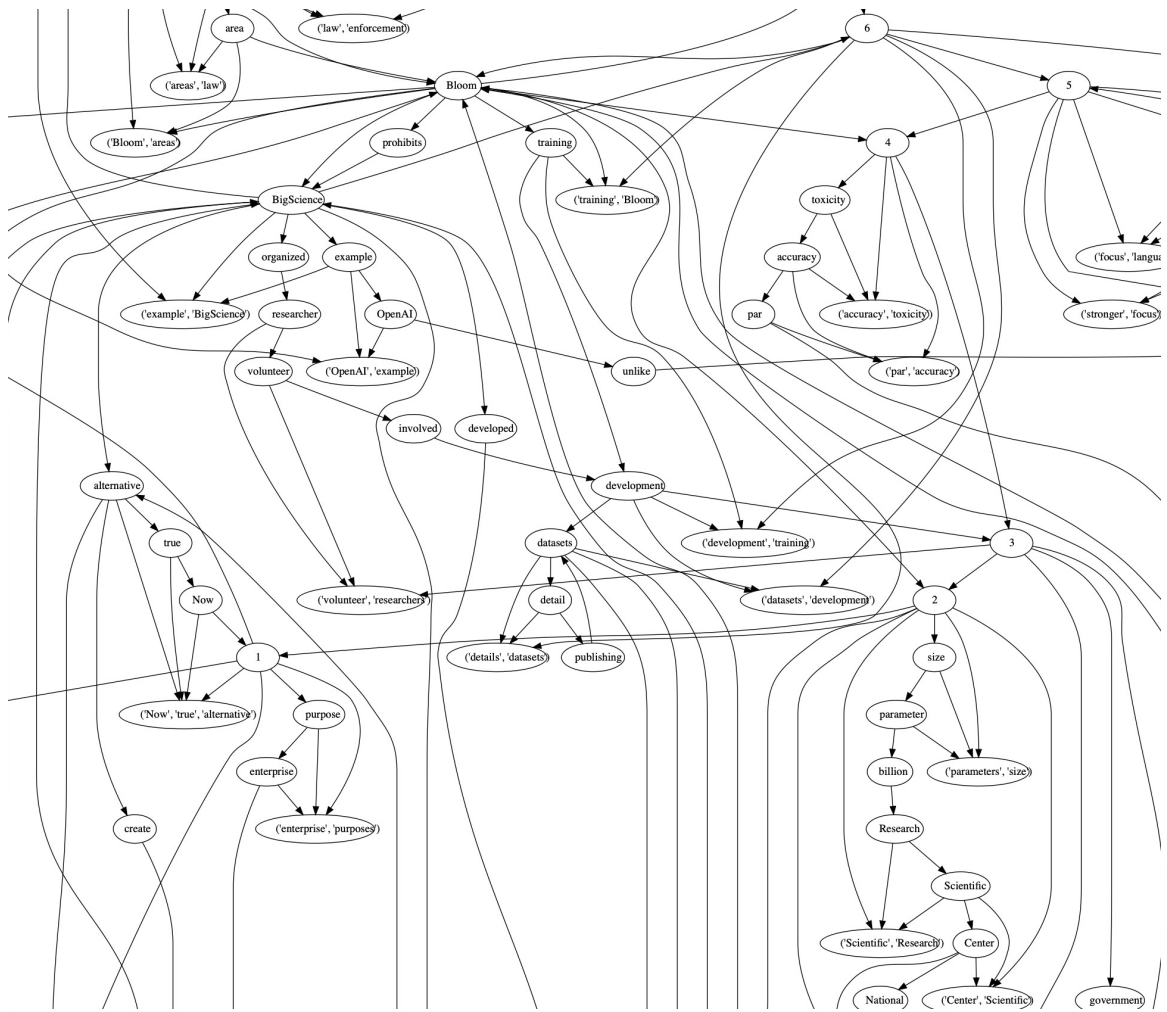 ('law', 'enforcement')
area
6
('areas', 'law')
Bloom
5
('Bloom', 'areas')
prohibits
training
4
BigScience
('training', 'Bloom')
toxicity
organized
example
accuracy
('focus', 'langua
('example', 'BigScience')
researcher
OpenAI
par
('accuracy', 'toxicity')
('stronger', 'focus')
volunteer
('OpenAI', 'example')
unlike
('par', 'accuracy')
involved
developed
alternative
development
true
datasets
('development', 'training')
3
Now
('volunteer', 'researchers')
detail
('datasets', 'development')
2
1
('details', 'datasets')
publishing
size
('Now', 'true', 'alternative')
purpose
parameter
enterprise
billion
('parameters', 'size')
create
('enterprise', 'purposes')
Research
Scientific
('Scientific', 'Research')
Center
National
('Center', 'Scientific')
government